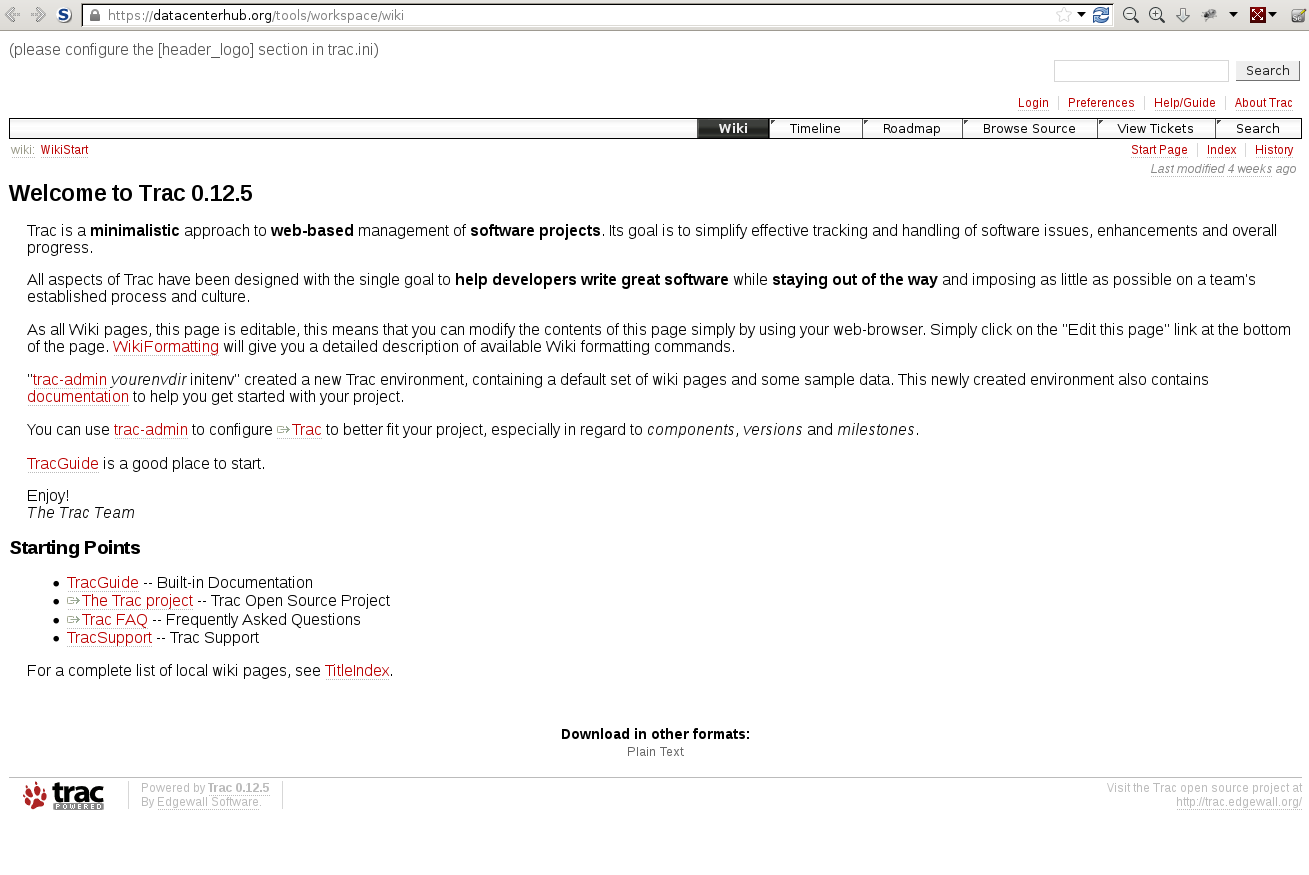 https://datacenterhub.org/tools/workspace/wiki
(please configure the [header_logo] section in trac.ini)
Search
Login Preferences Help/Guide About Trac
Wiki Timeline Roadmap Browse Source View Tickets Search
wiki: WikiStart Start Page Index History
Last modified 4 weeks ago
Welcome to Trac 0.12.5
Trac is a minimalistic approach to web-based management of software projects. Its goal is to simplify effective tracking and handling of software issues, enhancements and overall
progress.
All aspects of Trac have been designed with the single goal to help developers write great software while staying out of the way and imposing as little as possible on a team's
established process and culture.
As all Wiki pages, this page is editable, this means that you can modify the contents of this page simply by using your web-browser. Simply click on the "Edit this page" link at the bottom
of the page. WikiFormatting will give you a detailed description of available Wiki formatting commands.
"trac-admin yourenvdir initenv" created a new Trac environment, containing a default set of wiki pages and some sample data. This newly created environment also contains
documentation to help you get started with your project.
You can use trac-admin to configure Trac to better fit your project, especially in regard to components, versions and milestones.
TracGuide is a good place to start.
Enjoy!
The Trac Team
Starting Points
• TracGuide -- Built-in Documentation
• The Trac project -- Trac Open Source Project
• Trac FAQ -- Frequently Asked Questions
• TracSupport -- Trac Support
For a complete list of local wiki pages, see TitleIndex.
Download in other formats:
Plain Text
trac POWERED
Powered by Trac 0.12.5
By Edgewall Software.
Visit the Trac open source project at
http://trac.edgewall.org/